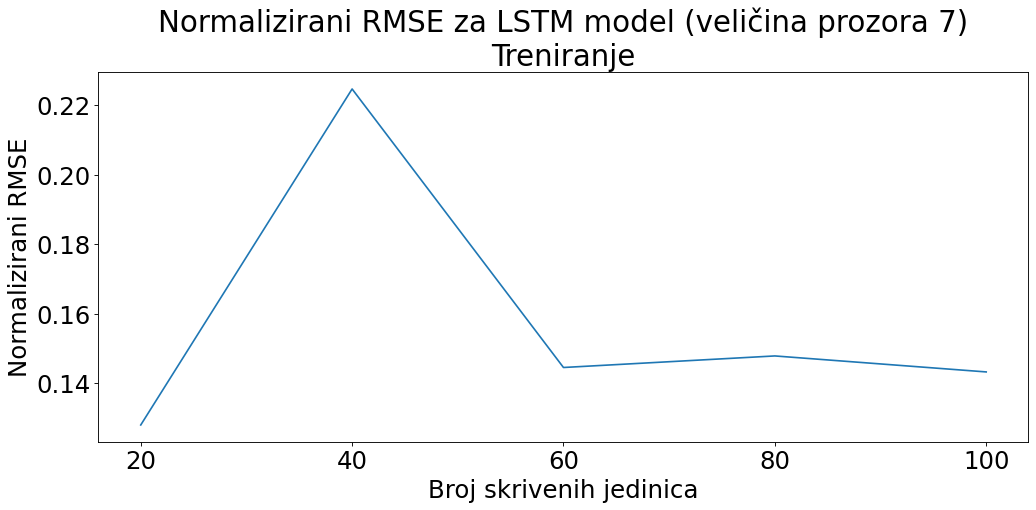 Normalizirani RMSE za LSTM model (veličina prozora 7)
Treniranje
Normalizirani RMSE
0.22
0.20
0.18
0.16
0.14
20 40 60 80 100
Broj skrivenih jedinica